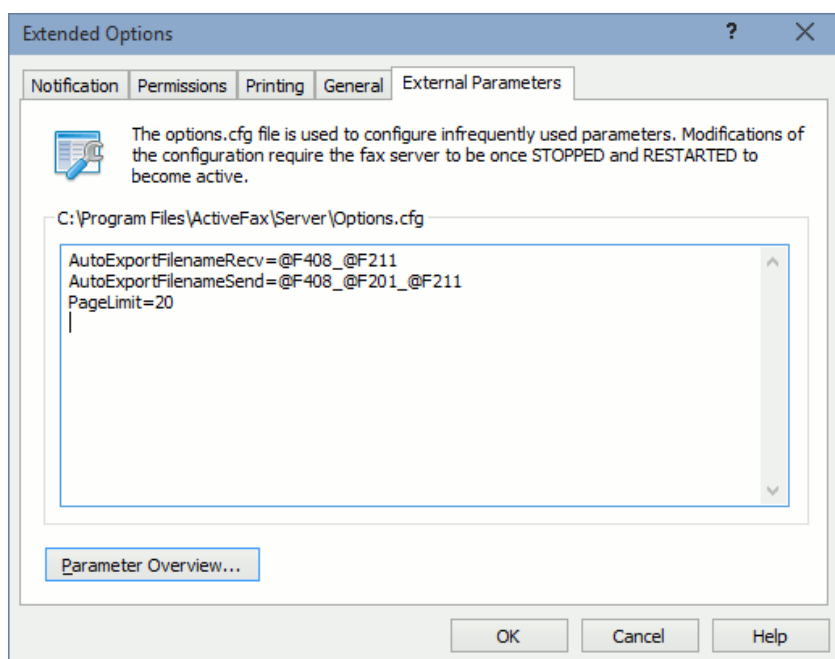 Extended Options
?
Notification Permissions Printing General External Parameters
The options.cfg file is used to configure infrequently used parameters. Modifications of
the configuration require the fax server to be once STOPPED and RESTARTED to
become active.
C:\Program Files\ActiveFax\Server\Options.cfg
AutoExportFilenameRecv=@F408_@F211
AutoExportFilenameSend=@F408_@F201_@F211
PageLimit=20
Parameter Overview...
OK Cancel Help